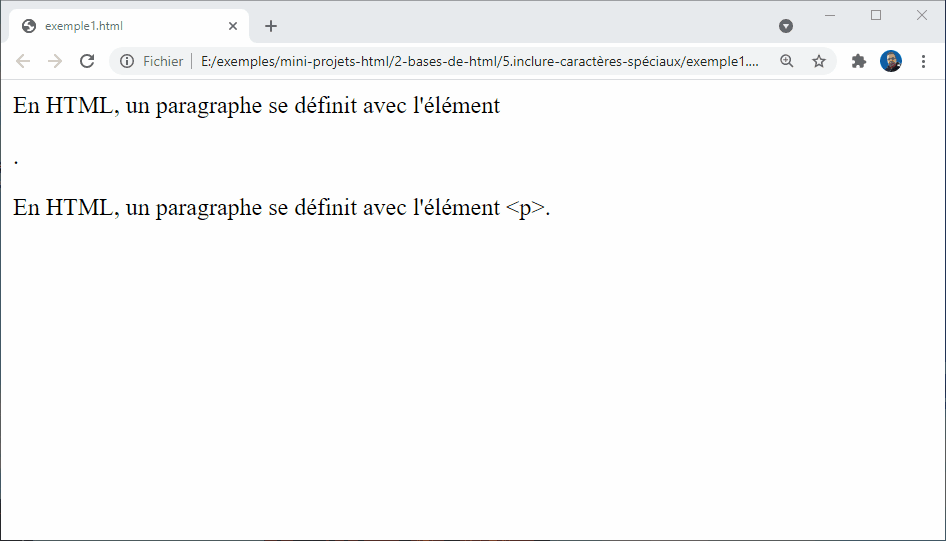 exemple1.html
Fichier | E:/exemples/mini-projets-html/2-bases-de-html/5.inclure-caractères-spéciaux/exemple1....
En HTML, un paragraphe se définit avec l'élément
.
En HTML, un paragraphe se définit avec l'élément <p>.